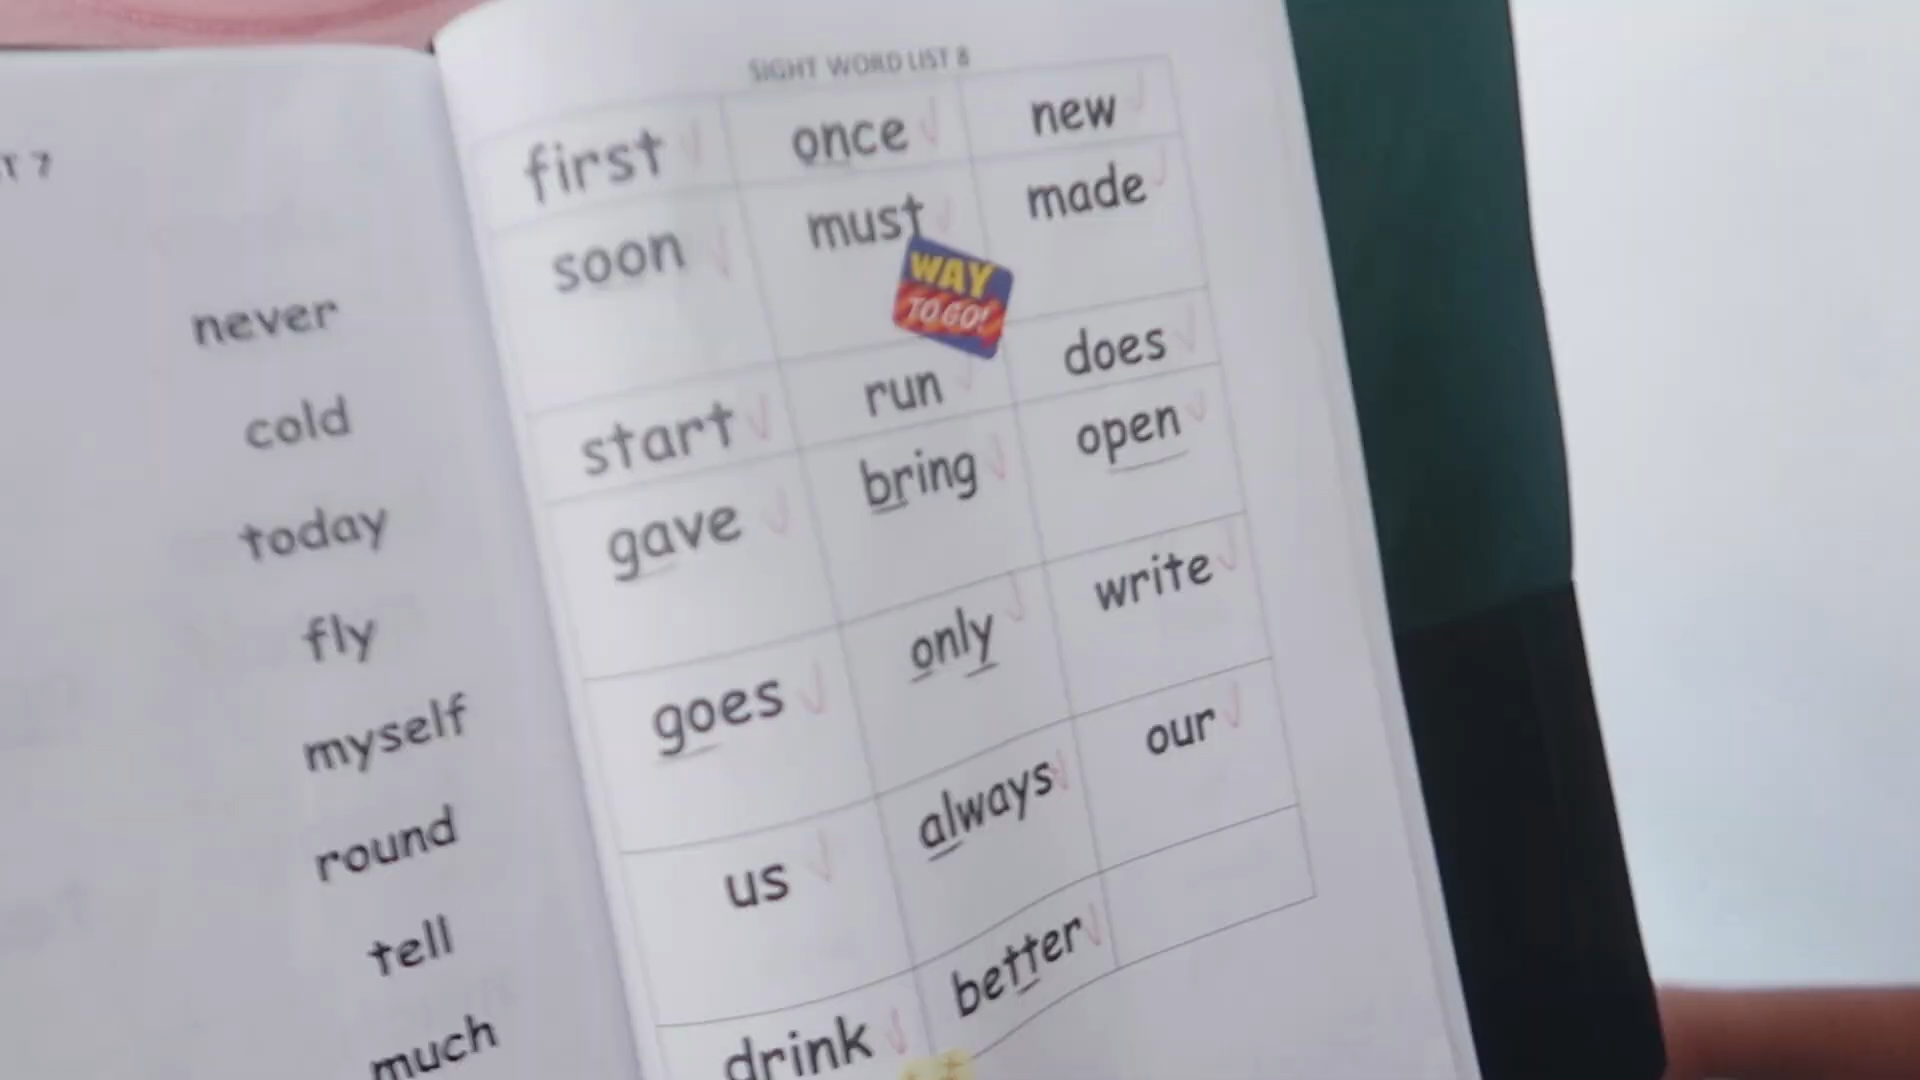 T 7
never
cold
today
fly
myself
round
tell
much
SIGHT WORD LIST 8
first once new
soon must made
WAY
TO GO!
start run does
gave bring open
goes only write
us always our
drink better